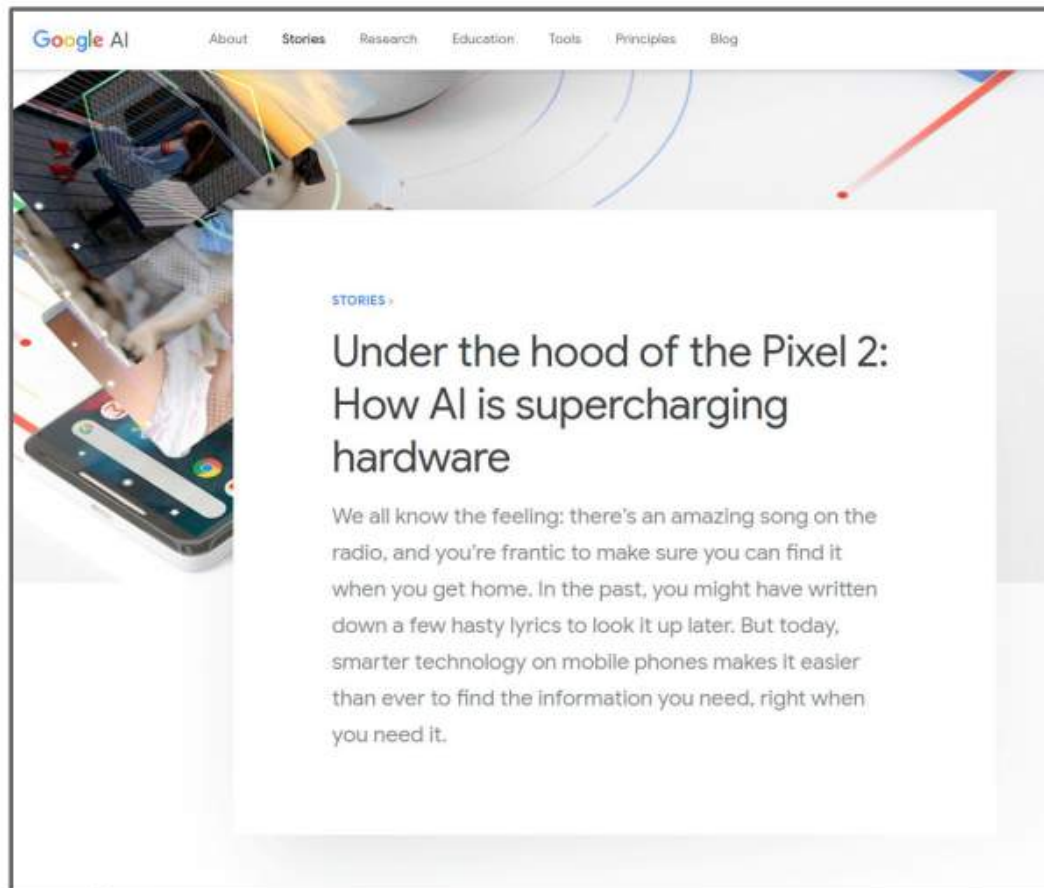 Google AI About Stories Research Education Tools Principles Blog
STORIES ›
Under the hood of the Pixel 2:
How AI is supercharging
hardware
We all know the feeling: there's an amazing song on the
radio, and you're frantic to make sure you can find it
when you get home. In the past, you might have written
down a few hasty lyrics to look it up later. But today,
smarter technology on mobile phones makes it easier
than ever to find the information you need, right when
you need it.